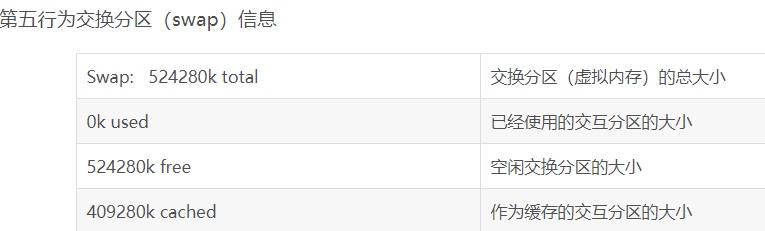 第五行为交换分区（swap）信息
Swap: 524280k total 交换分区（虚拟内存）的总大小
0k used 已经使用的交互分区的大小
524280k free 空闲交换分区的大小
409280k cached 作为缓存的交互分区的大小